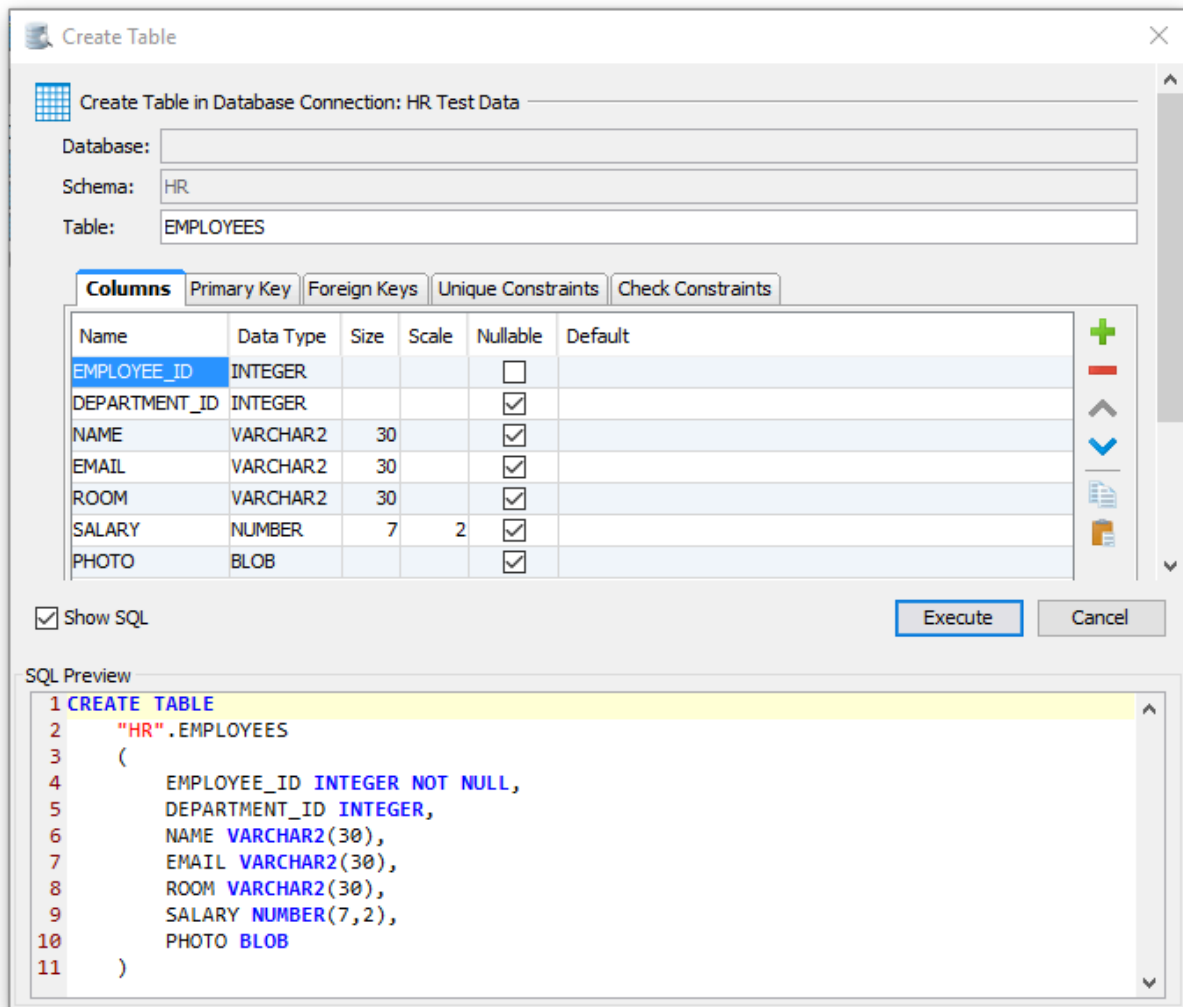 Create Table
Create Table in Database Connection: HR Test Data
Database:
Schema: HR
Table: EMPLOYEES
Columns Primary Key Foreign Keys Unique Constraints Check Constraints
Name Data Type Size Scale Nullable Default
EMPLOYEE_ID INTEGER
DEPARTMENT_ID INTEGER
NAME VARCHAR2 30
EMAIL VARCHAR2 30
ROOM VARCHAR2 30
SALARY NUMBER 7 2
PHOTO BLOB
Show SQL Execute Cancel
SQL Preview
1 CREATE TABLE
2 "HR".EMPLOYEES
3 (
4 EMPLOYEE_ID INTEGER NOT NULL,
5 DEPARTMENT_ID INTEGER,
6 NAME VARCHAR2(30),
7 EMAIL VARCHAR2(30),
8 ROOM VARCHAR2(30),
9 SALARY NUMBER(7,2),
10 PHOTO BLOB
11 )